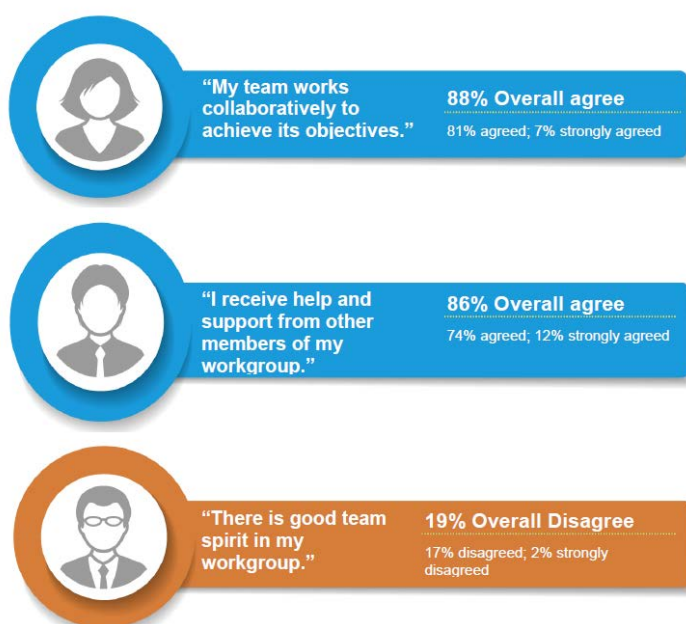 “My team works
collaboratively to
achieve its objectives.”
88% Overall agree
81% agreed; 7% strongly agreed
“I receive help and
support from other
members of my
workgroup.”
86% Overall agree
74% agreed; 12% strongly agreed
“There is good team
spirit in my
workgroup.”
19% Overall Disagree
17% disagreed; 2% strongly
disagreed